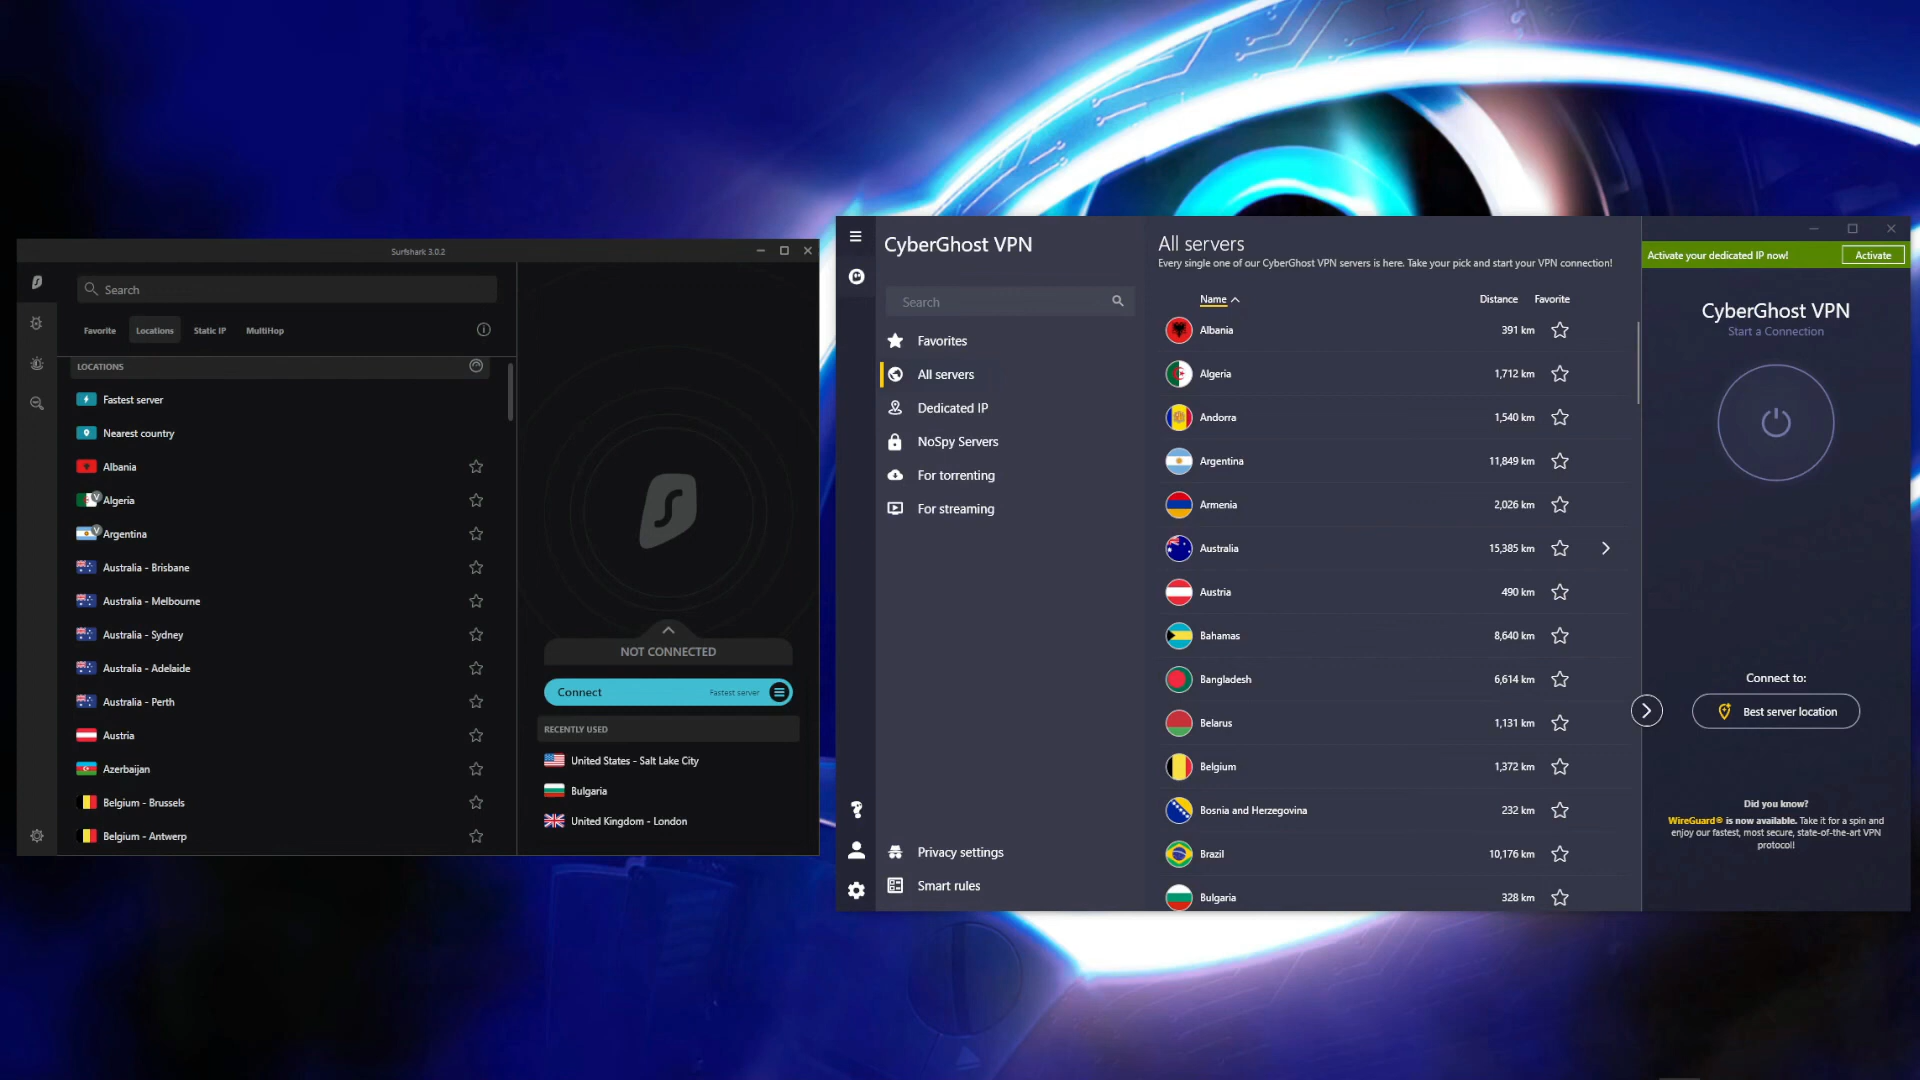 Surfshark 3.0.2
Search
Favorite
Locations
Static IP
MultiHop
LOCATIONS
Fastest server
Nearest country
Albania
V
Algeria
V
Argentina
Australia - Brisbane
Australia - Melbourne
Australia - Sydney
Australia - Adelaide
Australia - Perth
Austria
Azerbaijan
Belgium - Brussels
Belgium - Antwerp
NOT CONNECTED
Connect
Fastest server
RECENTLY USED
United States - Salt Lake City
Bulgaria
United Kingdom - London
CyberGhost VPN
Search
Favorites
All servers
Dedicated IP
NoSpy Servers
For torrenting
For streaming
Privacy settings
Smart rules
All servers
Every single one of our CyberGhost VPN servers is here. Take your pick and start your VPN connection!
Name Distance Favorite
Albania 391 km
Algeria 1,712 km
Andorra 1,540 km
Argentina 11,849 km
Armenia 2,026 km
Australia 15,385 km
Austria 490 km
Bahamas 8,640 km
Bangladesh 6,614 km
Belarus 1,131 km
Belgium 1,372 km
Bosnia and Herzegovina 232 km
Brazil 10,176 km
Bulgaria 328 km
Activate your dedicated IP now! Activate
CyberGhost VPN
Start a Connection
Connect to:
Best server location
Did you know?
WireGuard® is now available. Take it for a spin and
enjoy our fastest, most secure, state-of-the-art VPN
protocol!